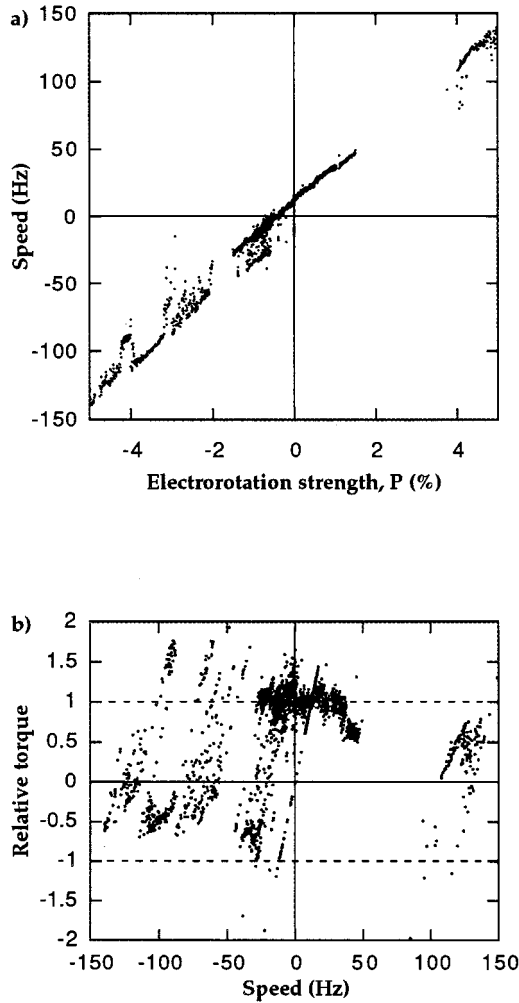 a)
150
100
50
0
-50
-100
-150
Speed (Hz)
-4 -2 0 2 4
Electrorotation strength, P (%)
b)
2
1.5
1
0.5
0
-0.5
-1
-1.5
-2
Relative torque
-150 -100 -50 0 50 100 150
Speed (Hz)